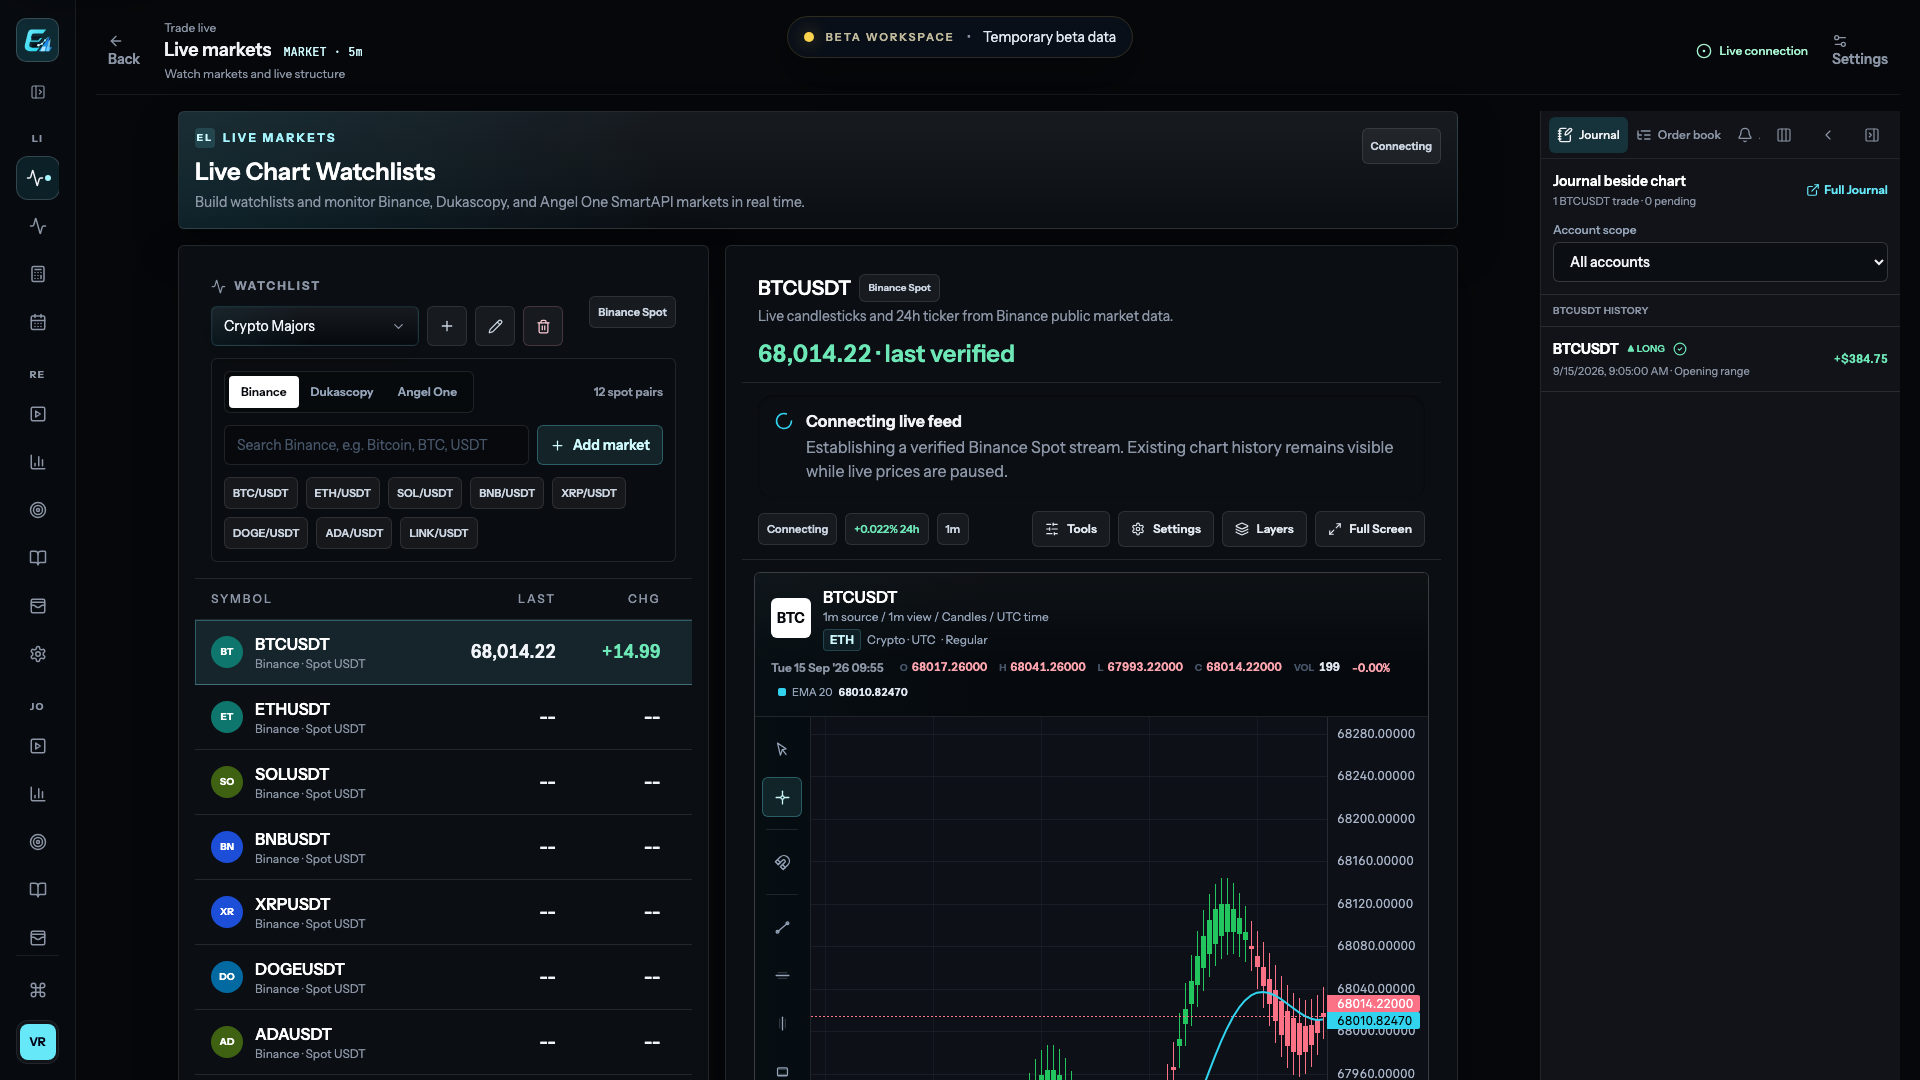 Back
Trade live
Live markets MARKET · 5m
Watch markets and live structure
BETA WORKSPACE · Temporary beta data
Live connection
Settings
LI
RE
JO
VR
EL LIVE MARKETS
Live Chart Watchlists
Build watchlists and monitor Binance, Dukascopy, and Angel One SmartAPI markets in real time.
Connecting
WATCHLIST
Crypto Majors
Binance Spot
Binance Dukascopy Angel One 12 spot pairs
Search Binance, e.g. Bitcoin, BTC, USDT
Add market
BTC/USDT ETH/USDT SOL/USDT BNB/USDT XRP/USDT
DOGE/USDT ADA/USDT LINK/USDT
SYMBOL LAST CHG
BT BTCUSDT 68,014.22 +14.99
Binance · Spot USDT
ET ETHUSDT -- --
Binance · Spot USDT
SO SOLUSDT -- --
Binance · Spot USDT
BN BNBUSDT -- --
Binance · Spot USDT
XR XRPUSDT -- --
Binance · Spot USDT
DO DOGEUSDT -- --
Binance · Spot USDT
AD ADAUSDT -- --
Binance · Spot USDT
BTCUSDT Binance Spot
Live candlesticks and 24h ticker from Binance public market data.
68,014.22 · last verified
Connecting live feed
Establishing a verified Binance Spot stream. Existing chart history remains visible
while live prices are paused.
Connecting +0.022% 24h 1m Tools Settings Layers Full Screen
BTC
BTCUSDT
1m source / 1m view / Candles / UTC time
ETH Crypto · UTC · Regular
Tue 15 Sep '26 09:55 O 68017.26000 H 68041.26000 L 67993.22000 C 68014.22000 VOL 199 -0.00%
EMA 20 68010.82470
68280.00000
68240.00000
68200.00000
68160.00000
68120.00000
68080.00000
68040.00000
68014.22000
68010.82470
68000.00000
67960.00000
Journal Order book
Journal beside chart
1 BTCUSDT trade · 0 pending
Full Journal
Account scope
All accounts
BTCUSDT HISTORY
BTCUSDT ▲ LONG
9/15/2026, 9:05:00 AM · Opening range
+$384.75